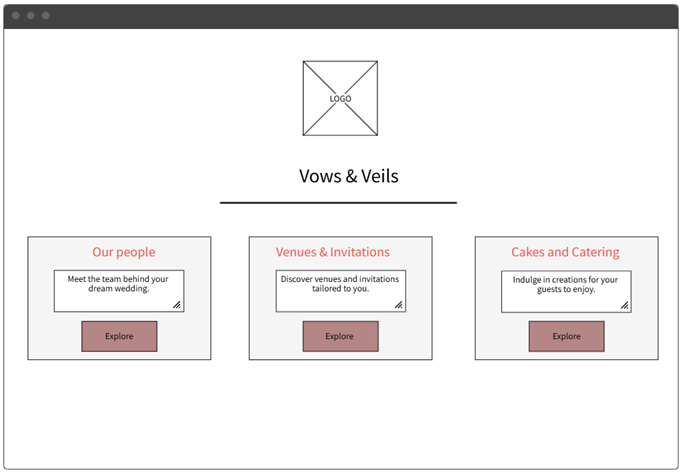 LOGO
Vows & Veils
Our people
Meet the team behind your
dream wedding.
Explore
Venues & Invitations
Discover venues and invitations
tailored to you.
Explore
Cakes and Catering
Indulge in creations for your
guests to enjoy.
Explore